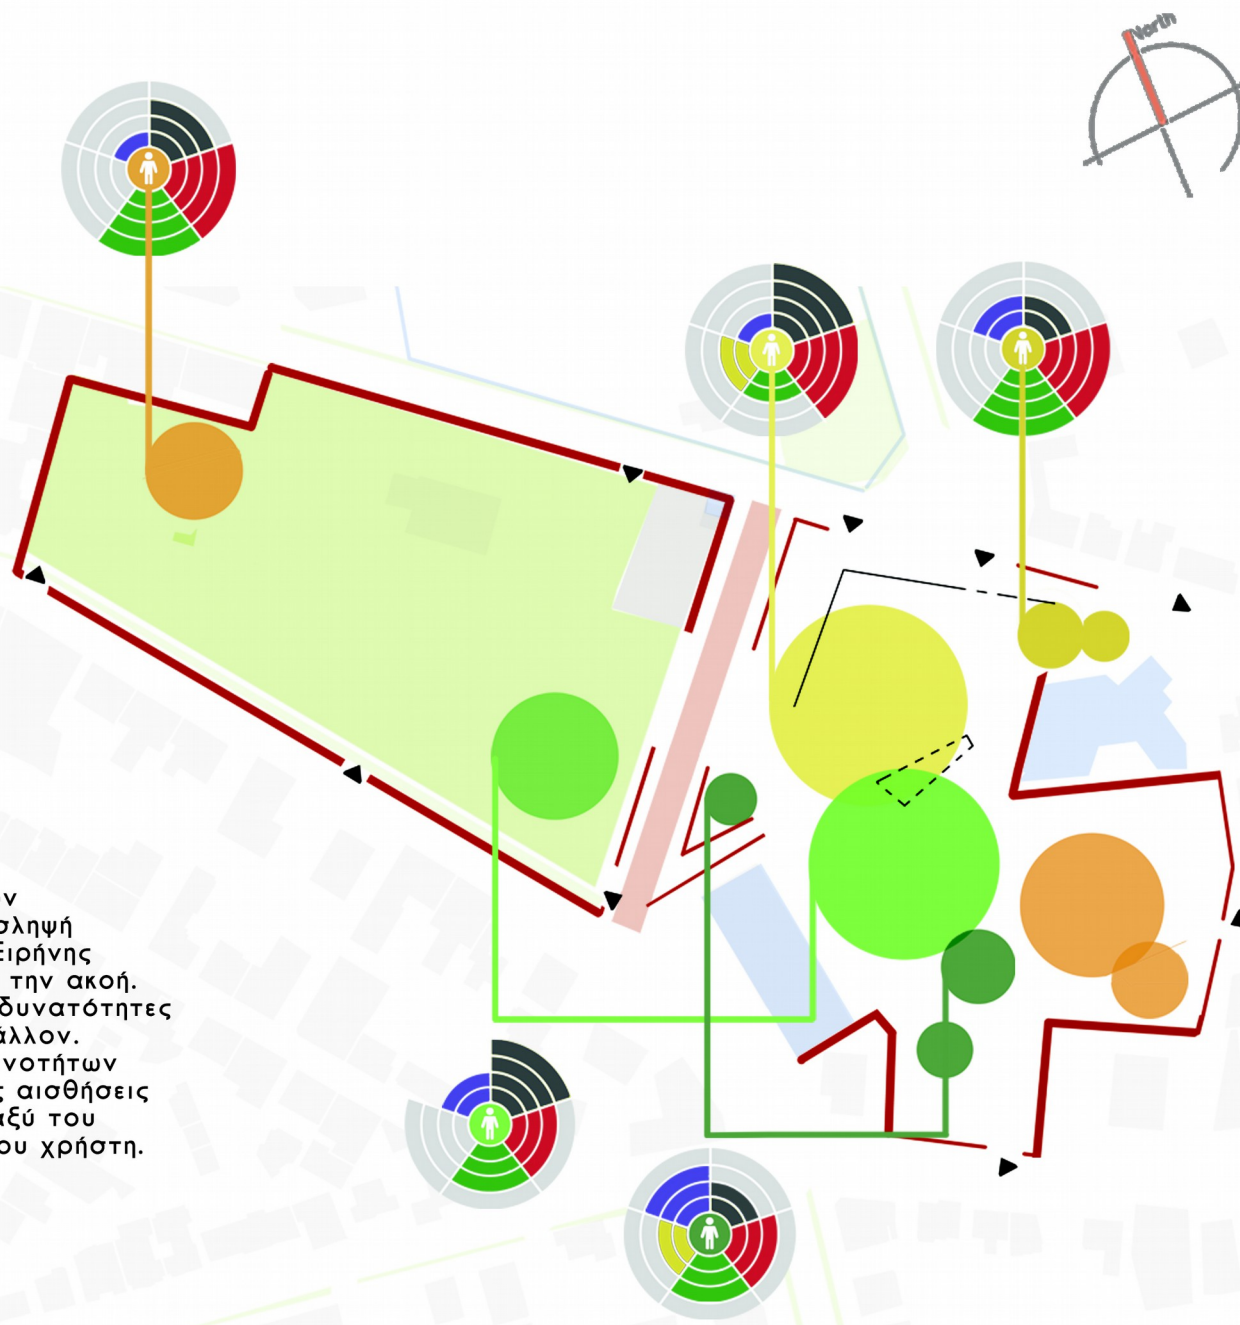 North
ν
σληψή
Ειρήνης
την ακοή.
δυνατότητες
άλλον.
νοτήτων
ς αισθήσεις
αξύ του
ου χρήστη.